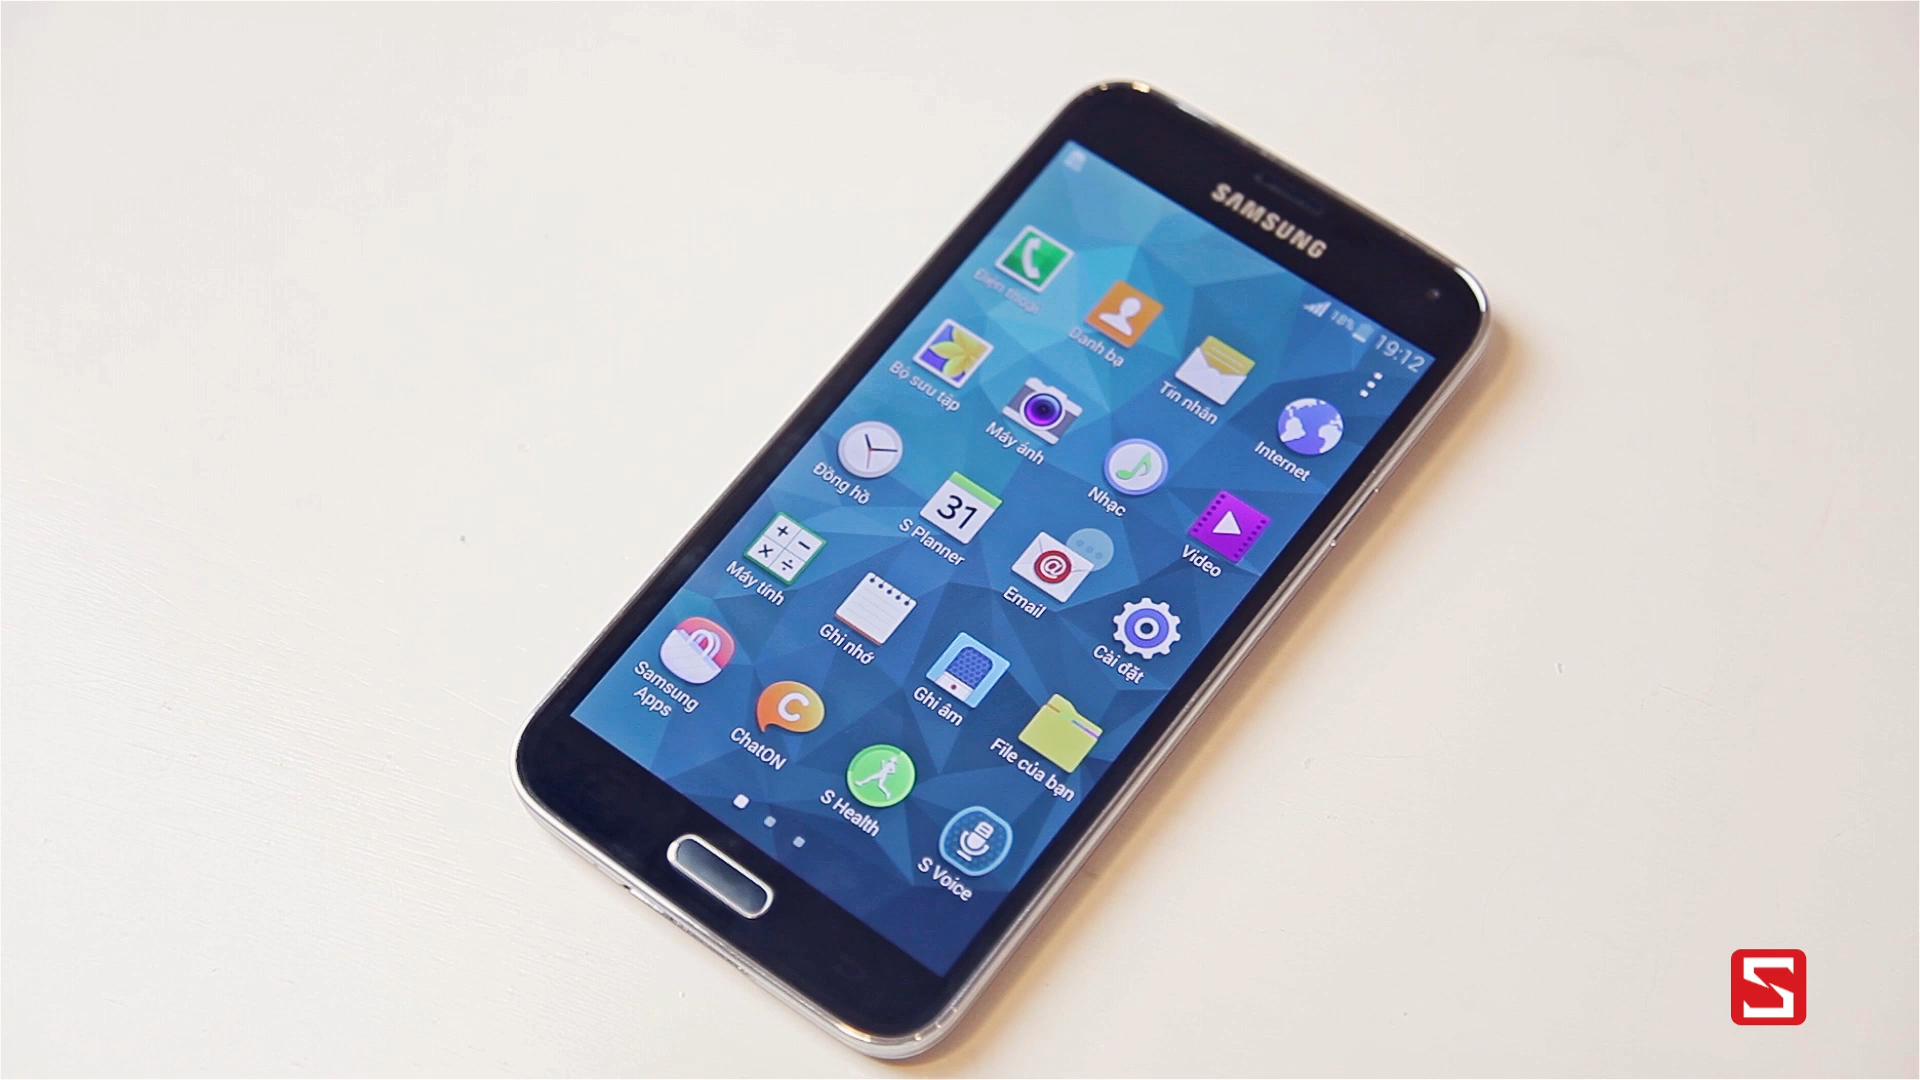 SAMSUNG
18% 19:12
Điện thoại
Danh bạ
Tin nhắn
Internet
Bộ sưu tập
Máy ảnh
Nhạc
Video
Đồng hồ
31
S Planner
@
Email
Cài đặt
Máy tính
Ghi nhớ
Ghi âm
File của bạn
Samsung
Apps
C
ChatON
S Health
S Voice
S